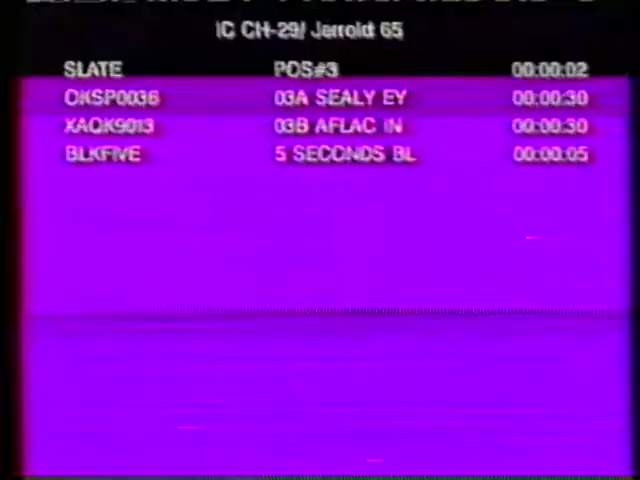 IC CH-29/ Jerrold 65
SLATE POS#3 00:00:02
OKSP0036 03A SEALY EY 00:00:30
XAQK9013 03B AFLAC IN 00:00:30
BLKFIVE 5 SECONDS BL 00:00:05